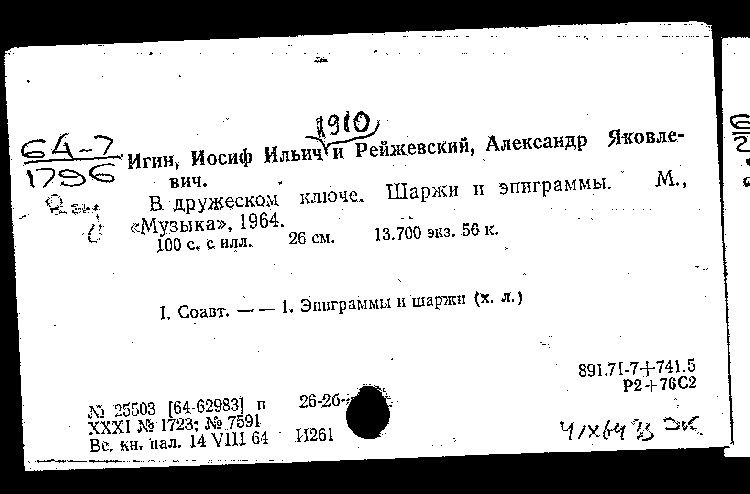 1910
64-7
1796
Игин, Иосиф Ильич и Рейжевский, Александр Яковле-
вич.
В дружеском ключе. Шаржи и эпиграммы. М.,
«Музыка», 1964.
100 с. с илл. 26 см. 13.700 экз. 56 к.
I. Соавт. — — 1. Эпиграммы и шаржи (х. л.)
891.71-7+741.5
Р2+76С2
№ 25503 [64-62983] п 26-2б
XXXI № 1723; № 7591
Вс. кн. пал. 14 VIII 64 И261